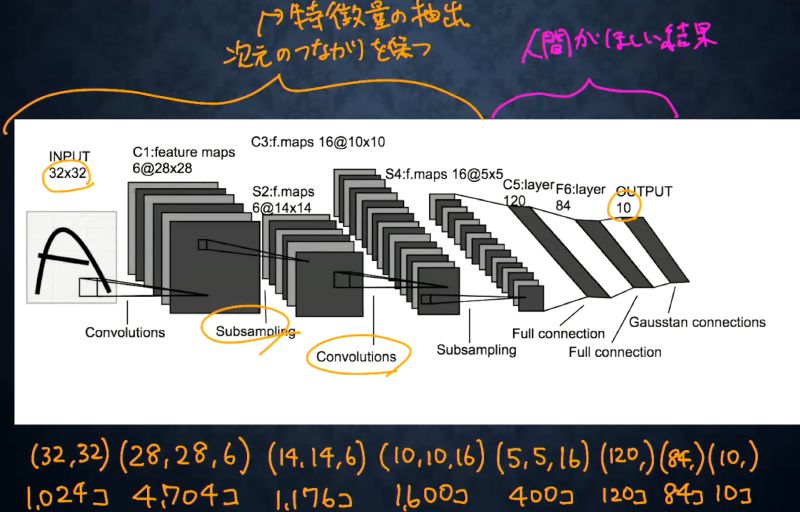 ↱特徴量の抽出
次元のつながりを保つ
人間がほしい結果
INPUT
32x32
C1:feature maps
6@28x28
C3:f.maps 16@10x10
S2:f.maps
6@14x14
S4:f.maps 16@5x5
C5:layer
120
F6:layer
84
OUTPUT
10
A
Convolutions
Subsampling
Convolutions
Subsampling
Full connection
Full connection
Gausstan connections
(32,32) (28,28,6) (14,14,6) (10,10,16) (5,5,16) (120,) (84,) (10,)
1,024コ 4,704コ 1,176コ 1,600コ 400コ 120コ 84コ 10コ